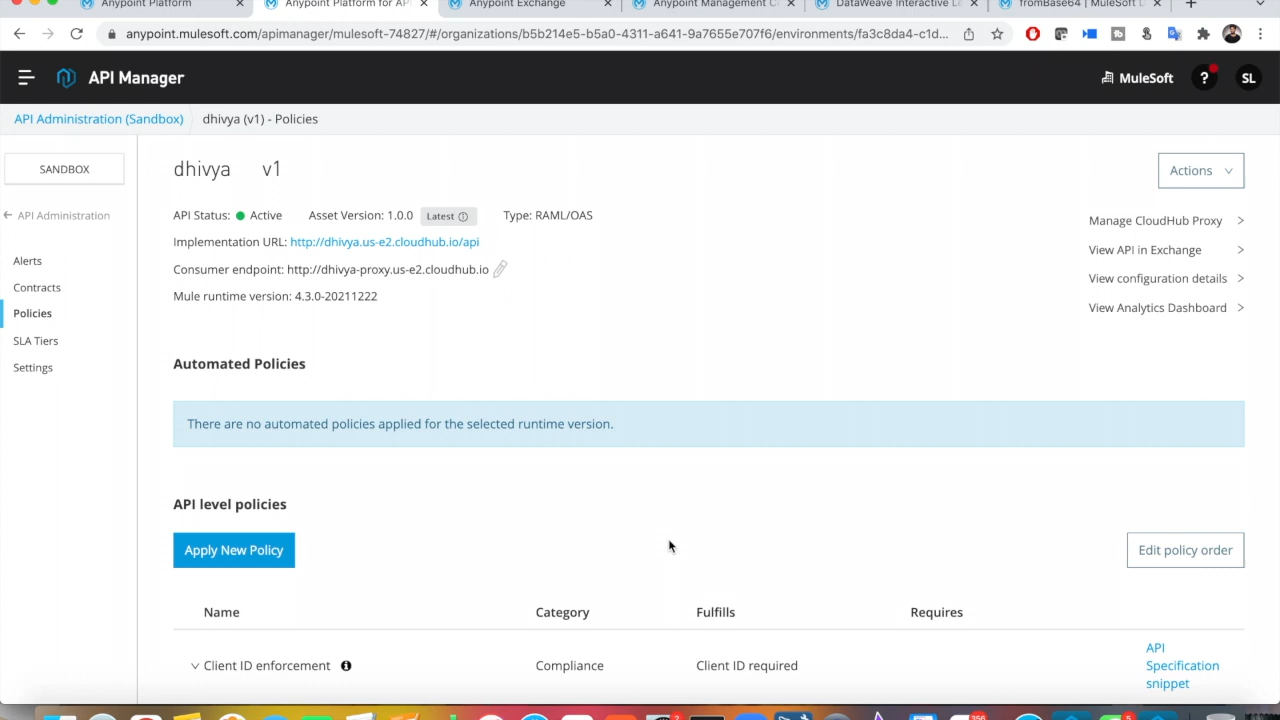 Anypoint Platform
Anypoint Platform for API
Anypoint Exchange
Anypoint Management C
DataWeave Interactive Le
fromBase64 | MuleSoft D
anypoint.mulesoft.com/apimanager/mulesoft-74827/#/organizations/b5b214e5-b5a0-4311-a641-9a7655e707f6/environments/fa3c8da4-c1d...
API Manager
MuleSoft
?
SL
API Administration (Sandbox)
dhivya (v1) - Policies
SANDBOX
API Administration
Alerts
Contracts
Policies
SLA Tiers
Settings
dhivya v1
Actions
API Status: Active Asset Version: 1.0.0 Latest Type: RAML/OAS
Implementation URL: http://dhivya.us-e2.cloudhub.io/api
Consumer endpoint: http://dhivya-proxy.us-e2.cloudhub.io
Mule runtime version: 4.3.0-20211222
Manage CloudHub Proxy
View API in Exchange
View configuration details
View Analytics Dashboard
Automated Policies
There are no automated policies applied for the selected runtime version.
API level policies
Apply New Policy
Edit policy order
Name Category Fulfills Requires
Client ID enforcement Compliance Client ID required
API
Specification
snippet
2
356
5